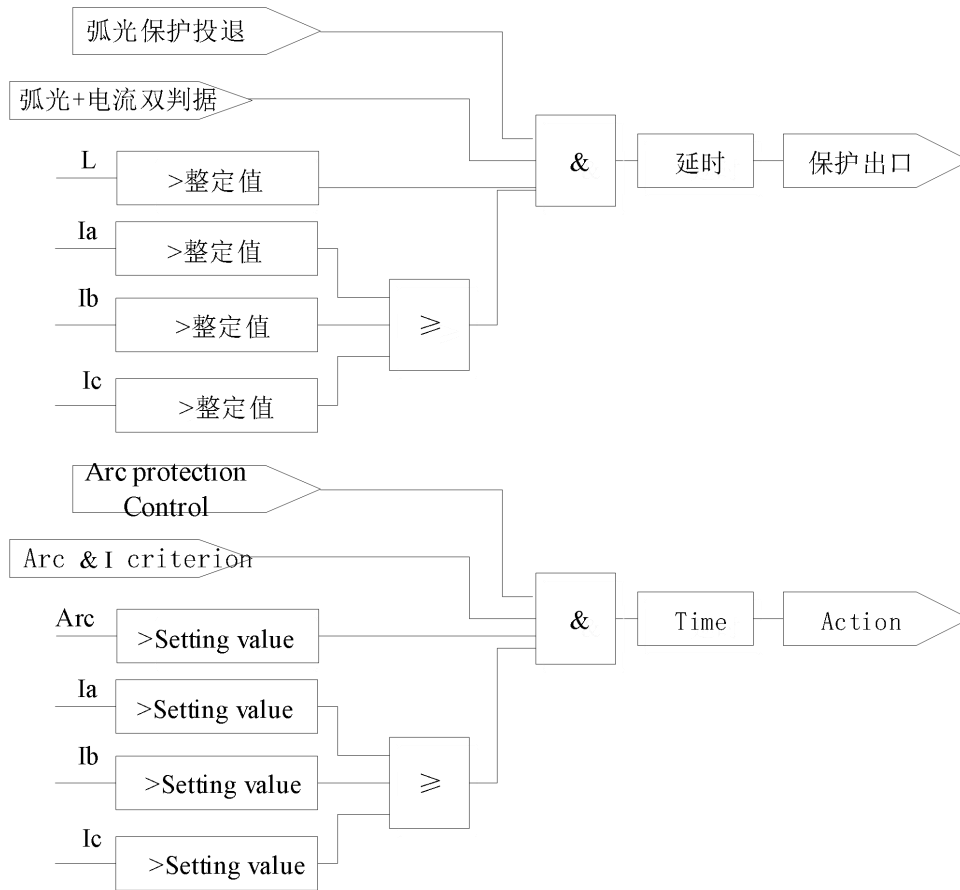 弧光保护投退
弧光+电流双判据
L
>整定值
&
延时
保护出口
Ia
>整定值
Ib
>整定值
≥
Ic
>整定值
Arc protection
Control
Arc & I criterion
Arc
>Setting value
&
Time
Action
Ia
>Setting value
Ib
>Setting value
≥
Ic
>Setting value